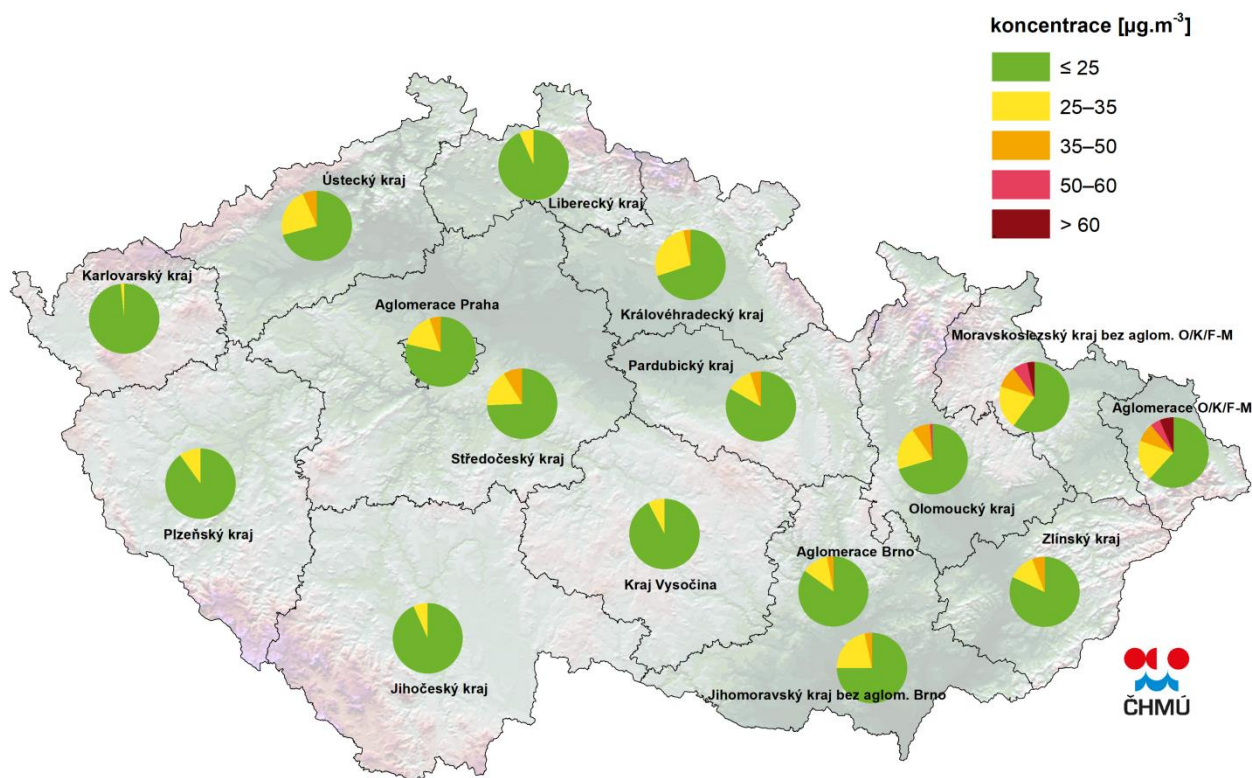 koncentrace [µg.m⁻³]
≤ 25
25–35
35–50
50–60
> 60
Ústecký kraj
Liberecký kraj
Karlovarský kraj
Aglomerace Praha
Královéhradecký kraj
Moravskoslezský kraj bez aglom. O/K/F-M
Pardubický kraj
Aglomerace O/K/F-M
Středočeský kraj
Olomoucký kraj
Plzeňský kraj
Zlínský kraj
Aglomerace Brno
Kraj Vysočina
Jihočeský kraj
Jihomoravský kraj bez aglom. Brno
ČHMÚ